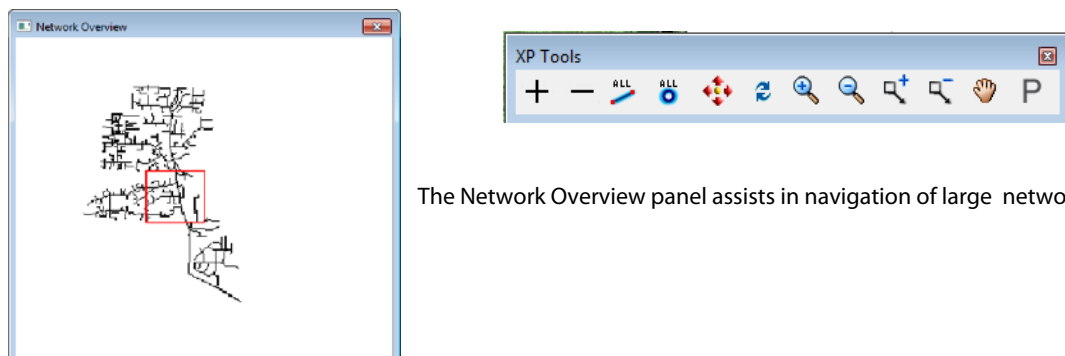 Network Overview
XP Tools
ALL ALL P
The Network Overview panel assists in navigation of large netwo